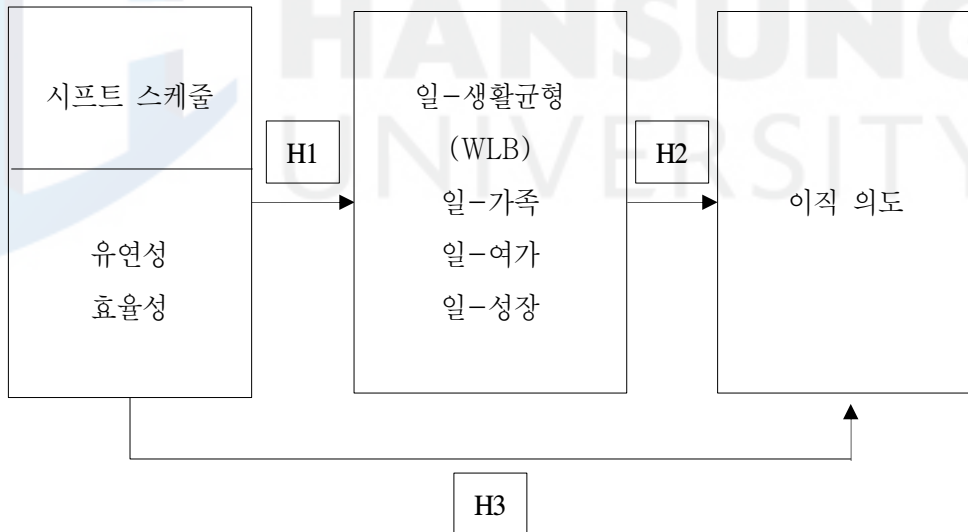 HANSUNG
UNIVERSITY
시프트 스케줄
유연성
효율성
H1
일-생활균형
(WLB)
일-가족
일-여가
일-성장
H2
이직 의도
H3